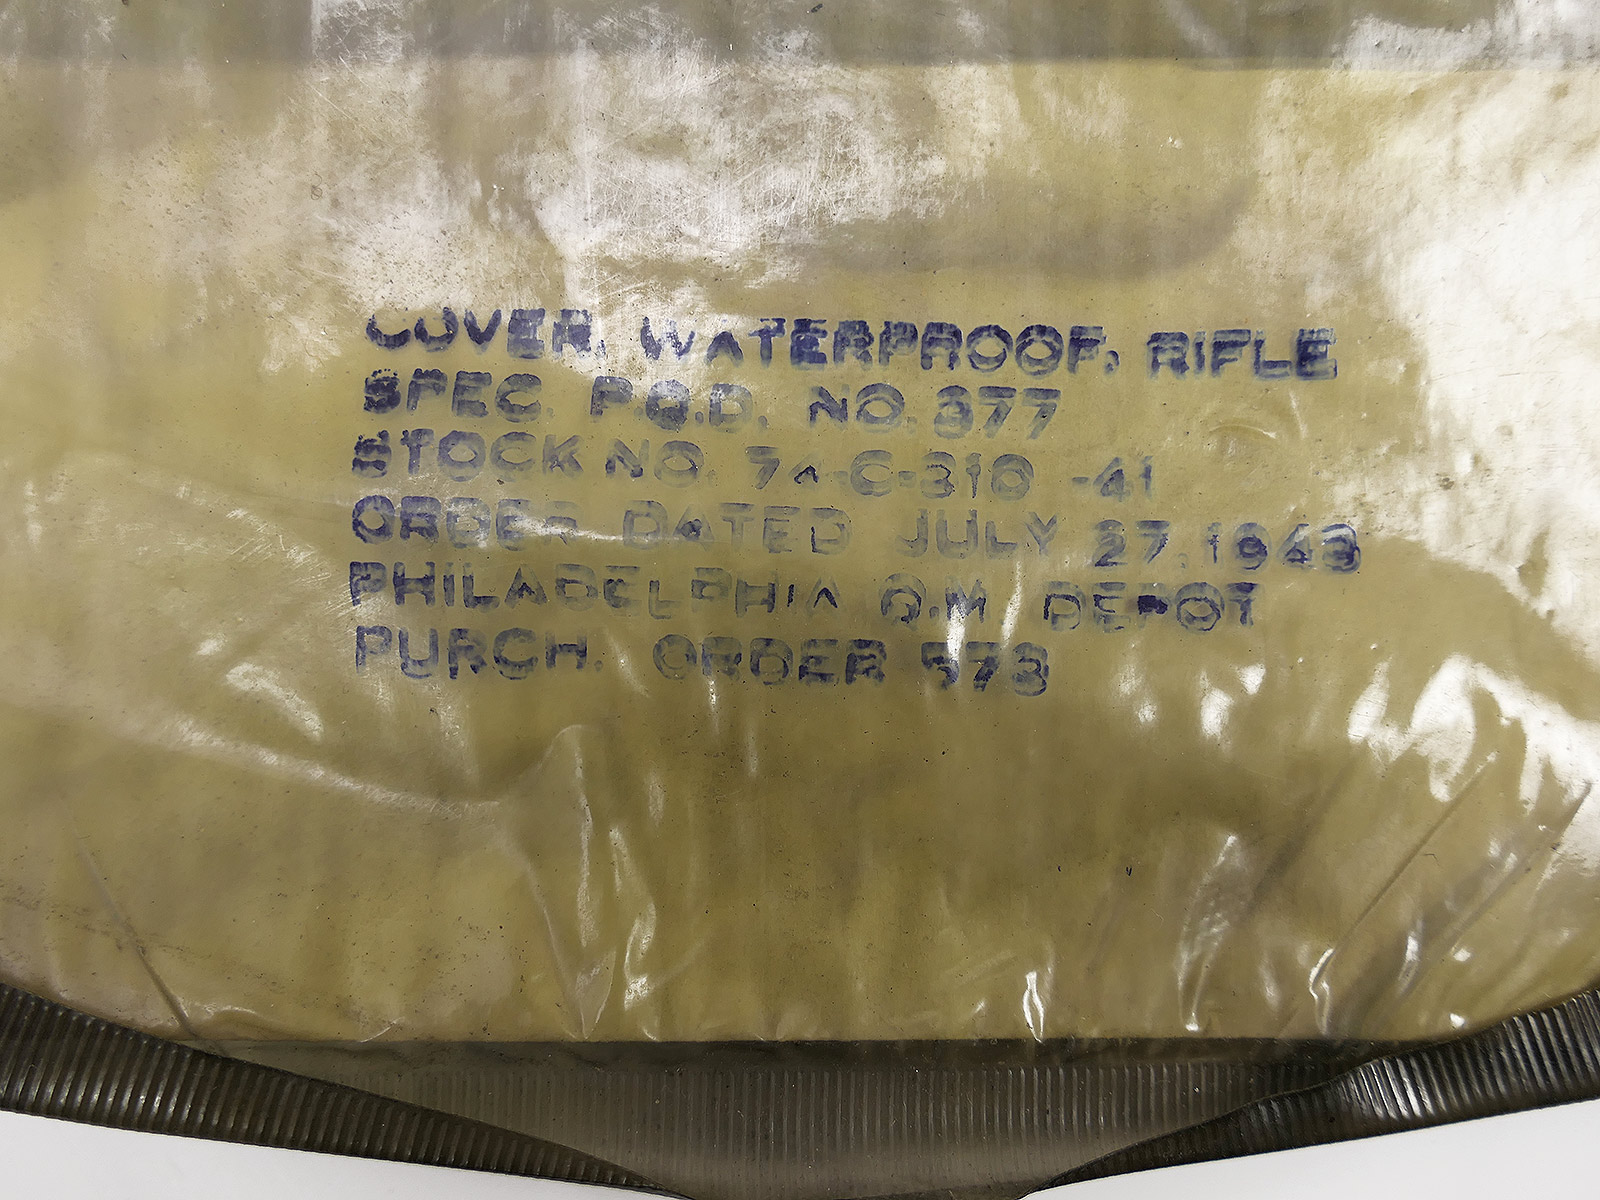 COVER, WATERPROOF, RIFLE
SPEC. P.Q.D. NO. 377
STOCK NO. 74-C-310 -41
ORDER DATED JULY 27, 1943
PHILADELPHIA Q.M. DEPOT
PURCH. ORDER 573